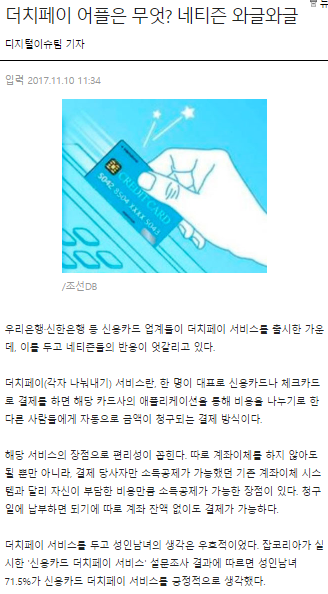 더치페이 어플은 무엇? 네티즌 와글와글
디지털이슈팀 기자
입력 2017.11.10 11:34
CREDIT CARD
/조선DB
우리은행·신한은행 등 신용카드 업계들이 더치페이 서비스를 출시한 가운
데, 이를 두고 네티즌들의 반응이 엇갈리고 있다.
더치페이(각자 나눠내기) 서비스란, 한 명이 대표로 신용카드나 체크카드
로 결제를 하면 해당 카드사의 애플리케이션을 통해 비용을 나누기로 한
다른 사람들에게 자동으로 금액이 청구되는 결제 방식이다.
해당 서비스의 장점으로 편리성이 꼽힌다. 따로 계좌이체를 하지 않아도
될 뿐만 아니라, 결제 당사자만 소득공제가 가능했던 기존 계좌이체 시스
템과 달리 자신이 부담한 비용만큼 소득공제가 가능한 장점이 있다. 청구
일에 납부하면 되기에 따로 계좌 잔액 없이도 결제가 가능하다.
더치페이 서비스를 두고 성인남녀의 생각은 우호적이었다. 잡코리아가 실
시한 '신용카드 더치페이 서비스' 설문조사 결과에 따르면 성인남녀
71.5%가 신용카드 더치페이 서비스를 긍정적으로 생각했다.